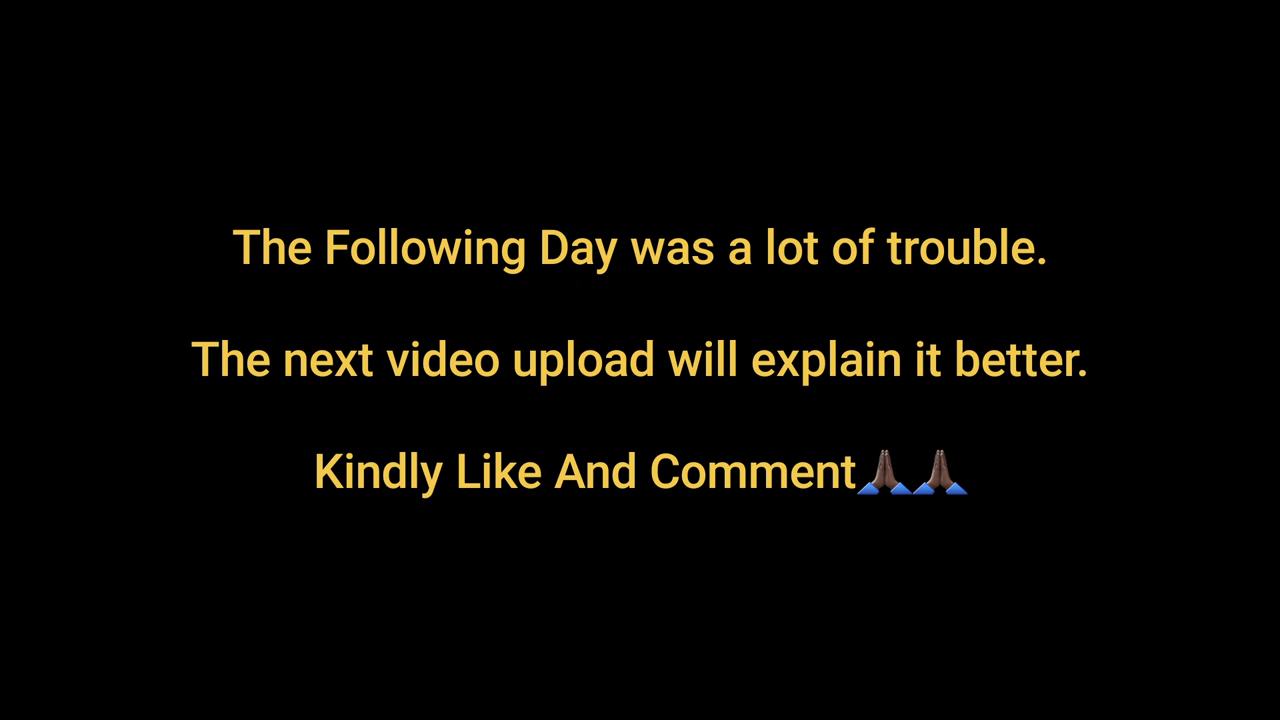 The Following Day was a lot of trouble.
The next video upload will explain it better.
Kindly Like And Comment🙏🏿🙏🏿